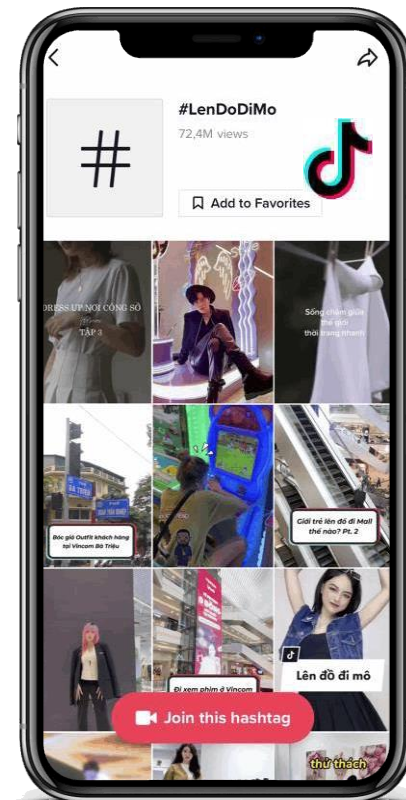 #LenDoDiMo
72,4M views
Add to Favorites
DRESS UP NƠI CÔNG SỞ
TẬP 3
Sống chậm giữa
thế giới
thời trang nhanh
BÀ TRIỆU
Bóc giá Outfit khách hàng
tại Vincom Bà Triệu
Giới trẻ lên đồ đi Mall
thế nào? Pt. 2
Đi xem phim ở Vincom
Lên đồ đi mô
Join this hashtag
thử thách